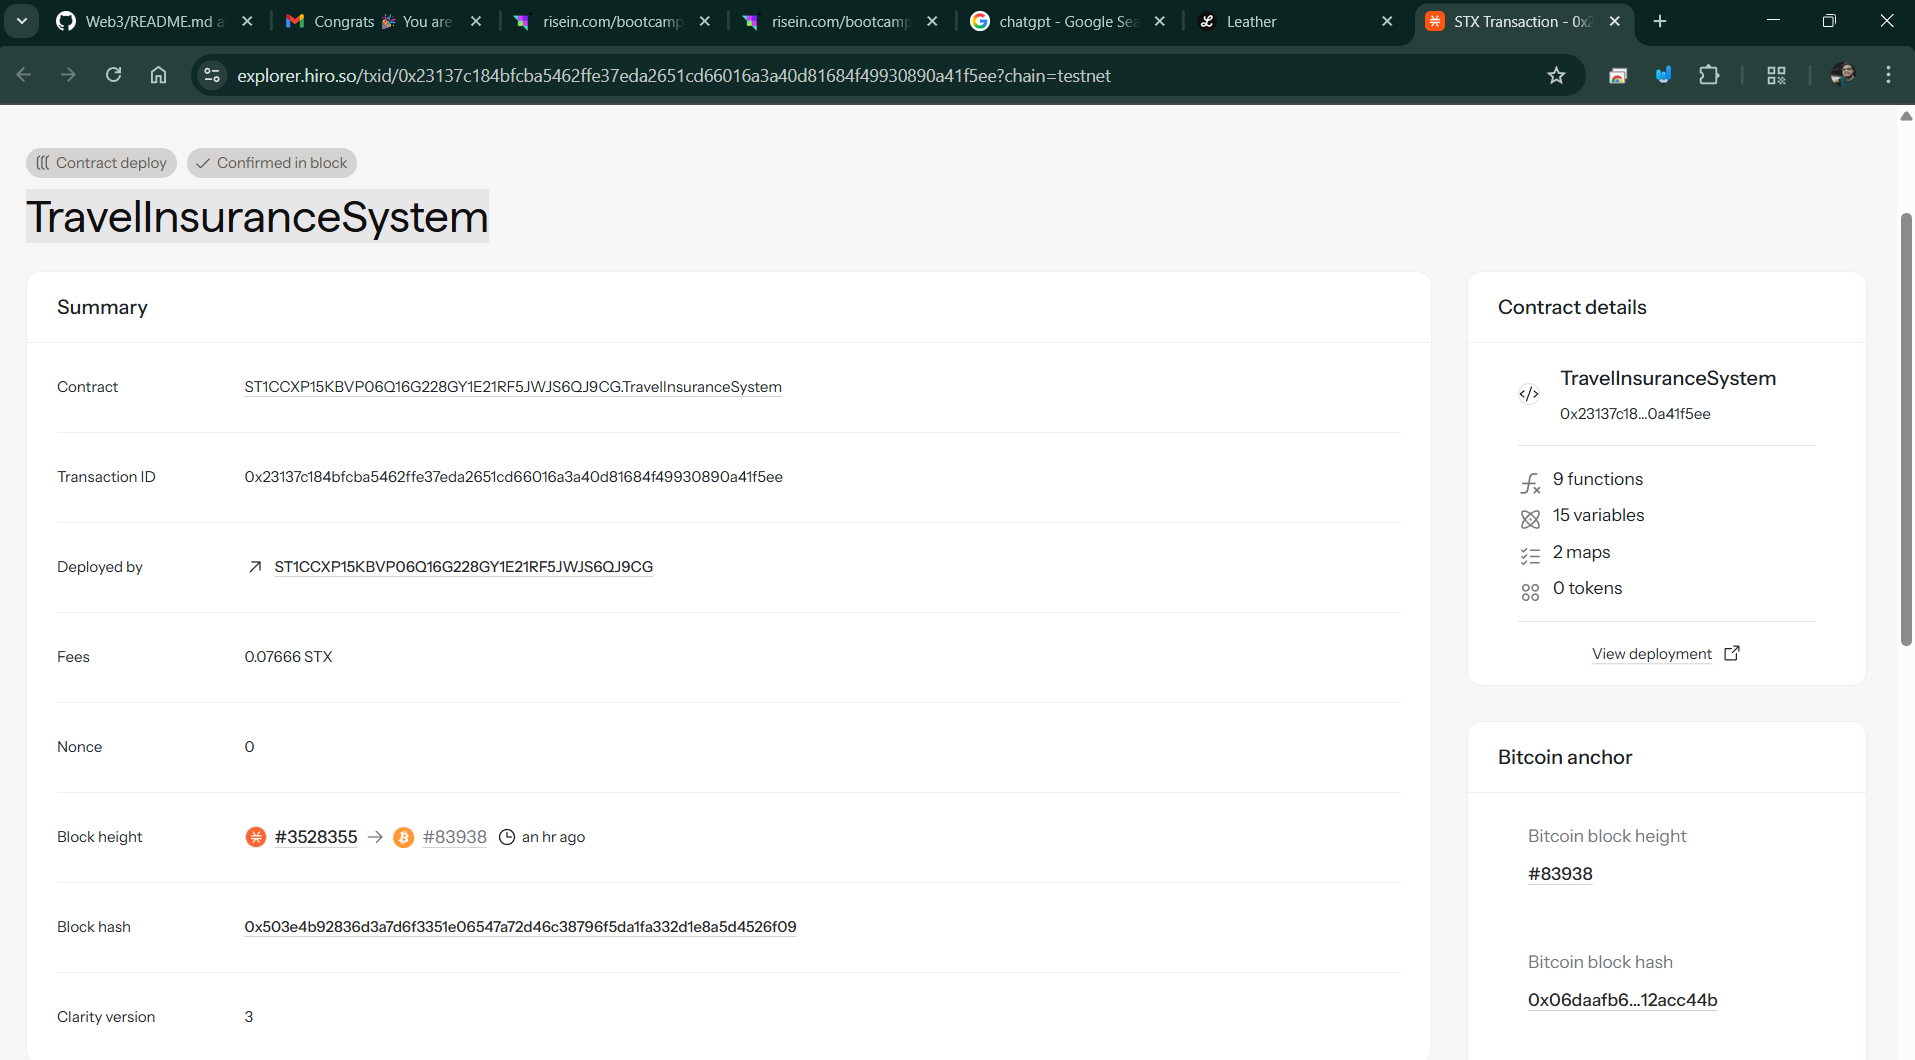 Web3/README.md a
Congrats 🎉 You are
risein.com/bootcamp
risein.com/bootcamp
chatgpt - Google Sea
Leather
STX Transaction - 0x2
explorer.hiro.so/txid/0x23137c184bfcba5462ffe37eda2651cd66016a3a40d81684f49930890a41f5ee?chain=testnet
Contract deploy
Confirmed in block
TravelInsuranceSystem
Summary
Contract
ST1CCXP15KBVP06Q16G228GY1E21RF5JWJS6QJ9CG.TravelInsuranceSystem
Transaction ID
0x23137c184bfcba5462ffe37eda2651cd66016a3a40d81684f49930890a41f5ee
Deployed by
ST1CCXP15KBVP06Q16G228GY1E21RF5JWJS6QJ9CG
Fees
0.07666 STX
Nonce
0
Block height
#3528355 → #83938 an hr ago
Block hash
0x503e4b92836d3a7d6f3351e06547a72d46c38796f5da1fa332d1e8a5d4526f09
Clarity version
3
Contract details
TravelInsuranceSystem
0x23137c18...0a41f5ee
9 functions
15 variables
2 maps
0 tokens
View deployment
Bitcoin anchor
Bitcoin block height
#83938
Bitcoin block hash
0x06daafb6...12acc44b